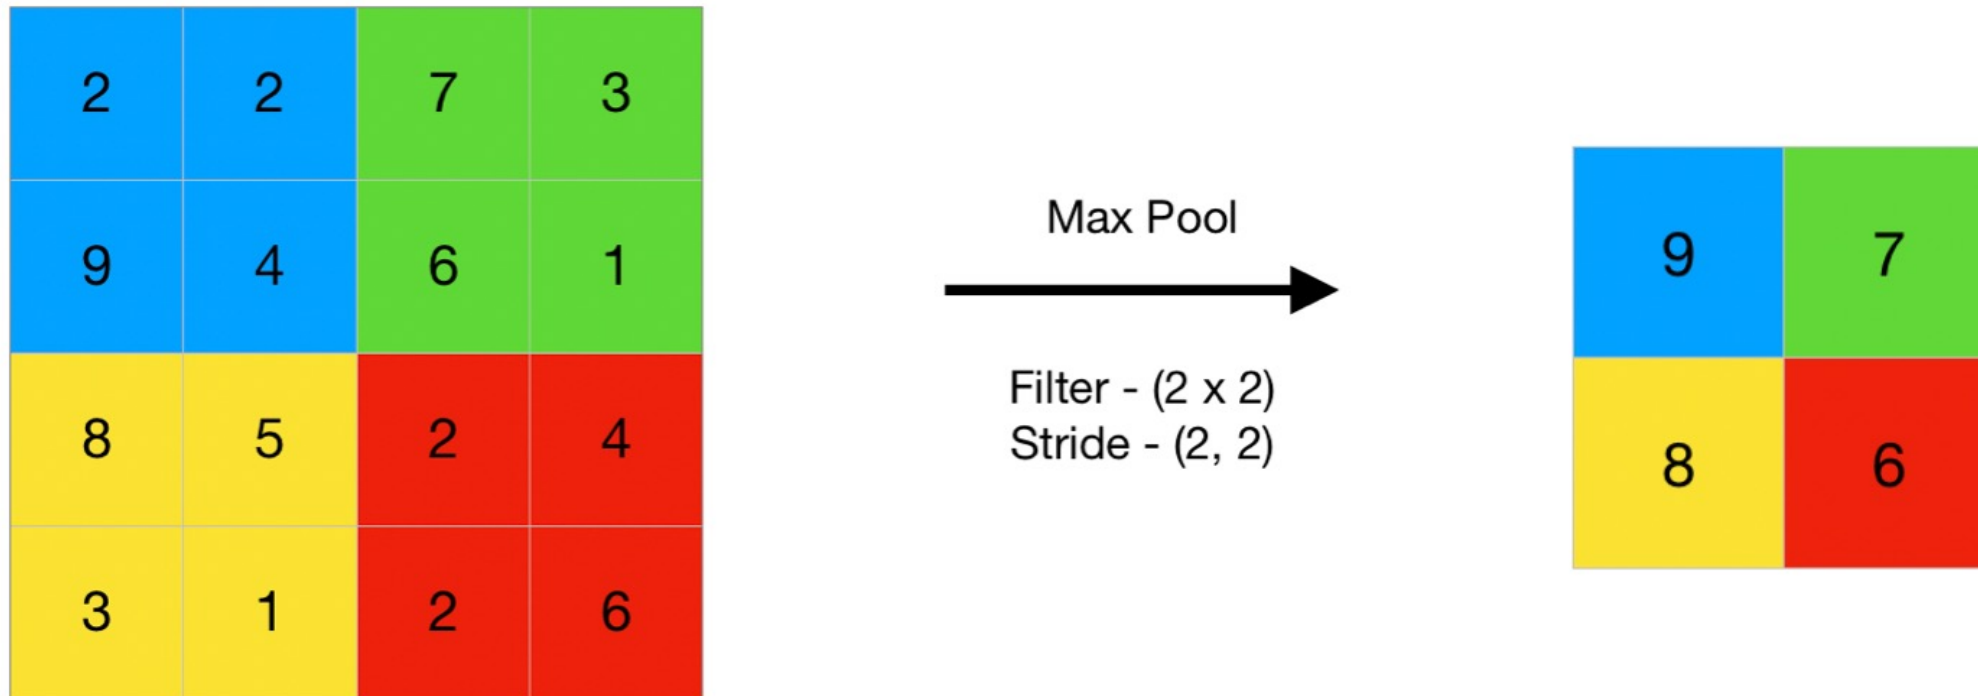 2 2 7 3
9 4 6 1
8 5 2 4
3 1 2 6
Max Pool
Filter - (2 x 2)
Stride - (2, 2)
9 7
8 6